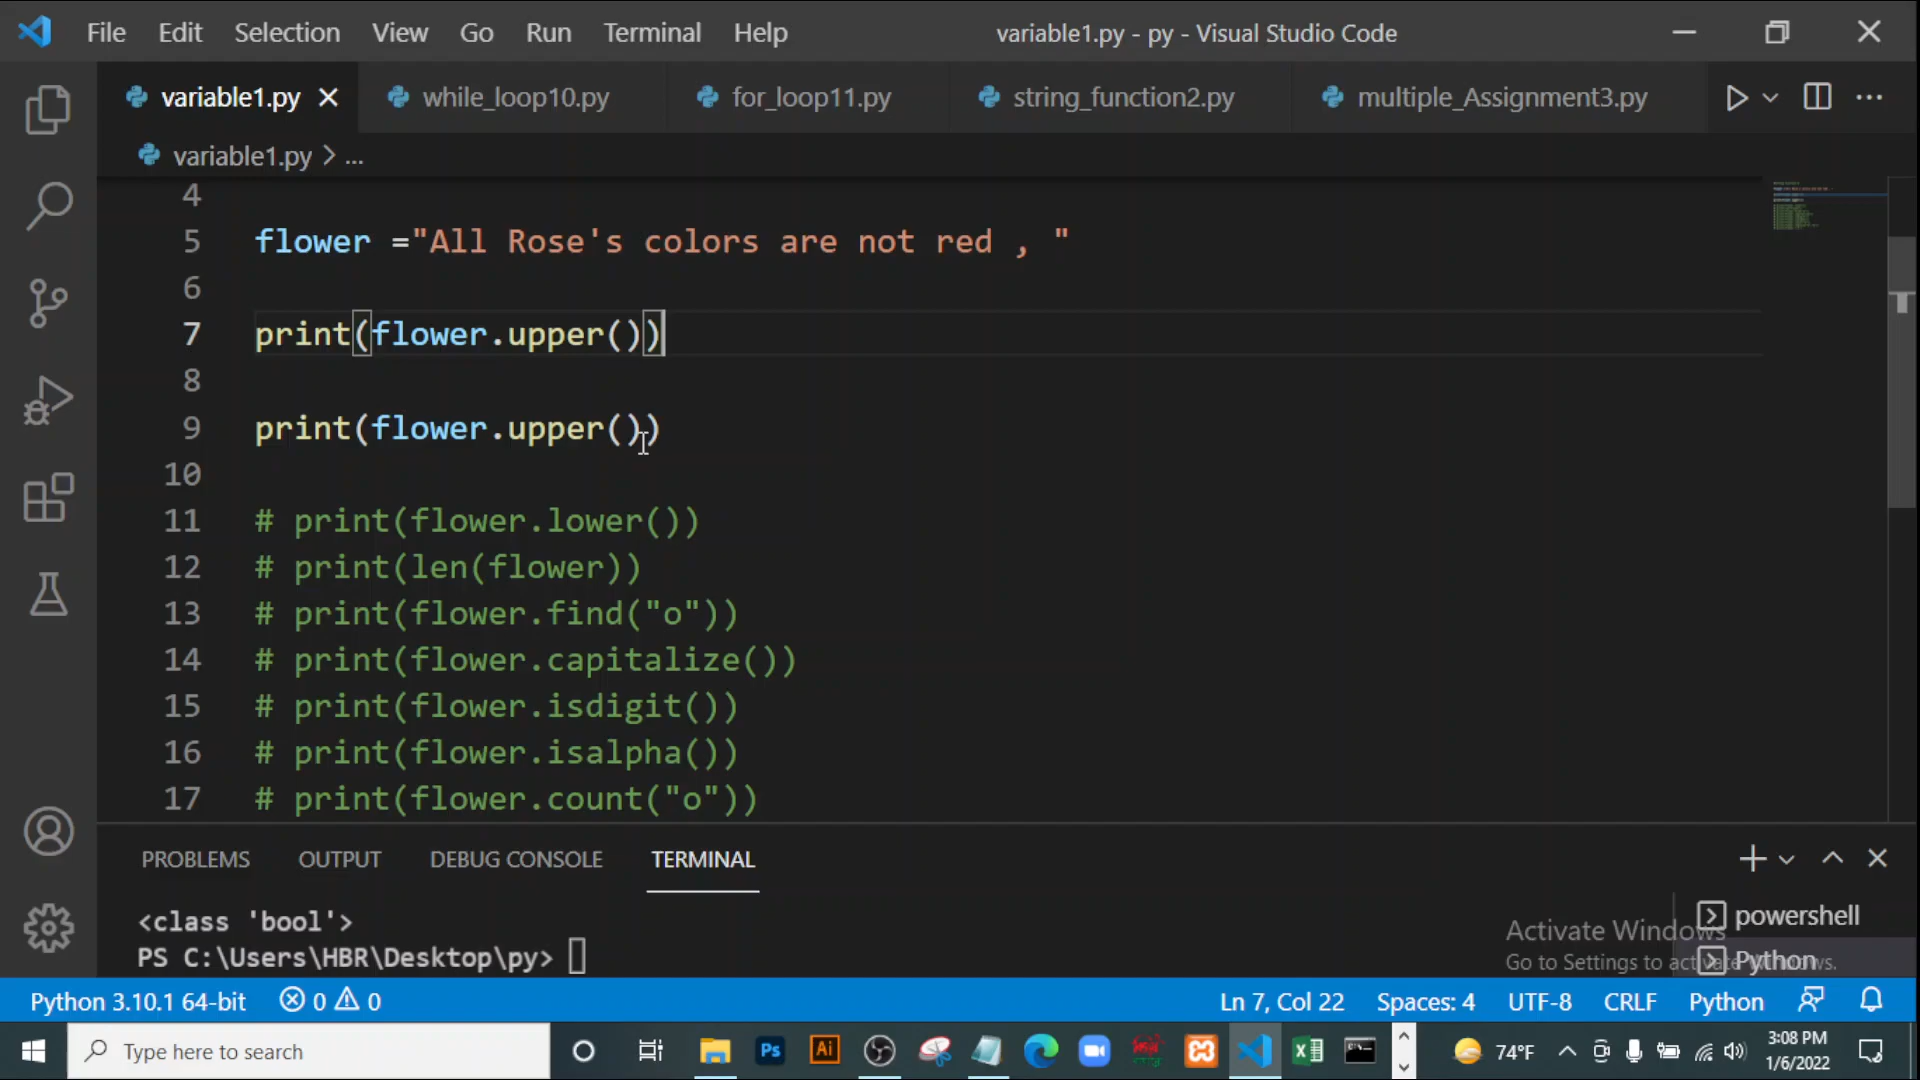 File Edit Selection View Go Run Terminal Help variable1.py - py - Visual Studio Code
variable1.py while_loop10.py for_loop11.py string_function2.py multiple_Assignment3.py
variable1.py > ...
4
5 flower ="All Rose's colors are not red , "
6
7 print(flower.upper())
8
9 print(flower.upper())
10
11 # print(flower.lower())
12 # print(len(flower))
13 # print(flower.find("o"))
14 # print(flower.capitalize())
15 # print(flower.isdigit())
16 # print(flower.isalpha())
17 # print(flower.count("o"))
PROBLEMS OUTPUT DEBUG CONSOLE TERMINAL
<class 'bool'>
PS C:\Users\HBR\Desktop\py>
powershell
Python
Activate Windows
Go to Settings to activate Windows.
Python 3.10.1 64-bit 0 0 Ln 7, Col 22 Spaces: 4 UTF-8 CRLF Python
Type here to search Ps Ai 74°F 3:08 PM
1/6/2022